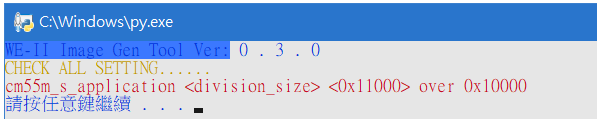 C:\Windows\py.exe
WE-II Image Gen Tool Ver: 0 . 3 . 0
CHECK ALL SETTING......
cm55m_s_application <division_size> <0x11000> over 0x10000
請按任意鍵繼續 . . .